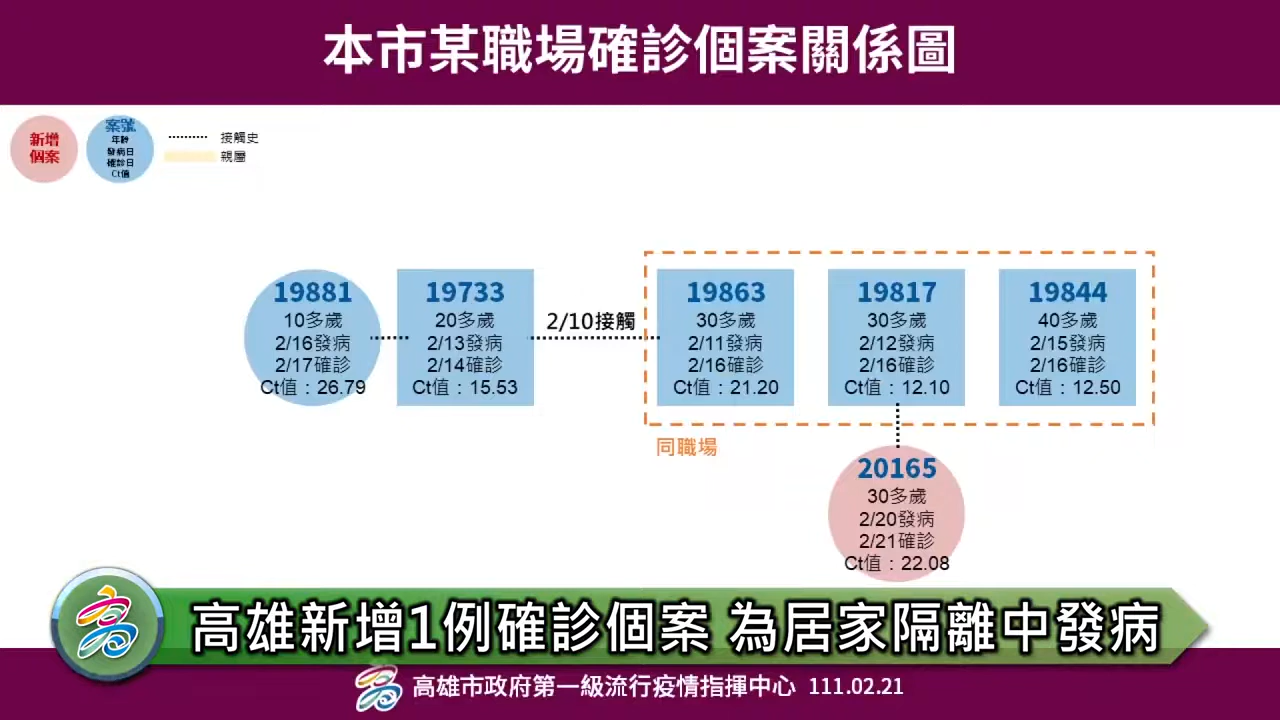 本市某職場確診個案關係圖
新增
個案
案號
年齡
發病日
確診日
Ct值
接觸史
親屬
19881
10多歲
2/16發病
2/17確診
Ct值：26.79
19733
20多歲
2/13發病
2/14確診
Ct值：15.53
2/10接觸
19863
30多歲
2/11發病
2/16確診
Ct值：21.20
19817
30多歲
2/12發病
2/16確診
Ct值：12.10
19844
40多歲
2/15發病
2/16確診
Ct值：12.50
同職場
20165
30多歲
2/20發病
2/21確診
Ct值：22.08
高雄新增1例確診個案 為居家隔離中發病
高雄市政府第一級流行疫情指揮中心 111.02.21